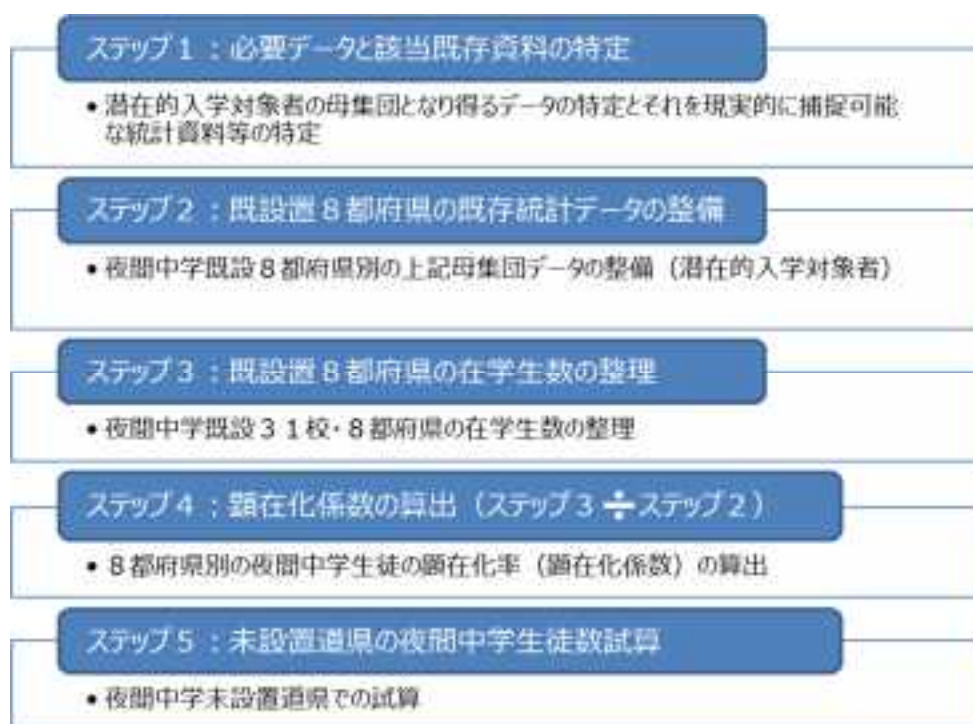 ステップ１：必要データと該当既存資料の特定
• 潜在的入学対象者の母集団となり得るデータの特定とそれを現実的に捕捉可能
な統計資料等の特定
ステップ２：既設置８都府県の既存統計データの整備
• 夜間中学既設８都府県別の上記母集団データの整備（潜在的入学対象者）
ステップ３：既設置８都府県の在学生数の整理
• 夜間中学既設３１校・８都府県の在学生数の整理
ステップ４：顕在化係数の算出（ステップ３➗ステップ２）
• ８都府県別の夜間中学生徒の顕在化率（顕在化係数）の算出
ステップ５：未設置道県の夜間中学生徒数試算
• 夜間中学未設置道県での試算